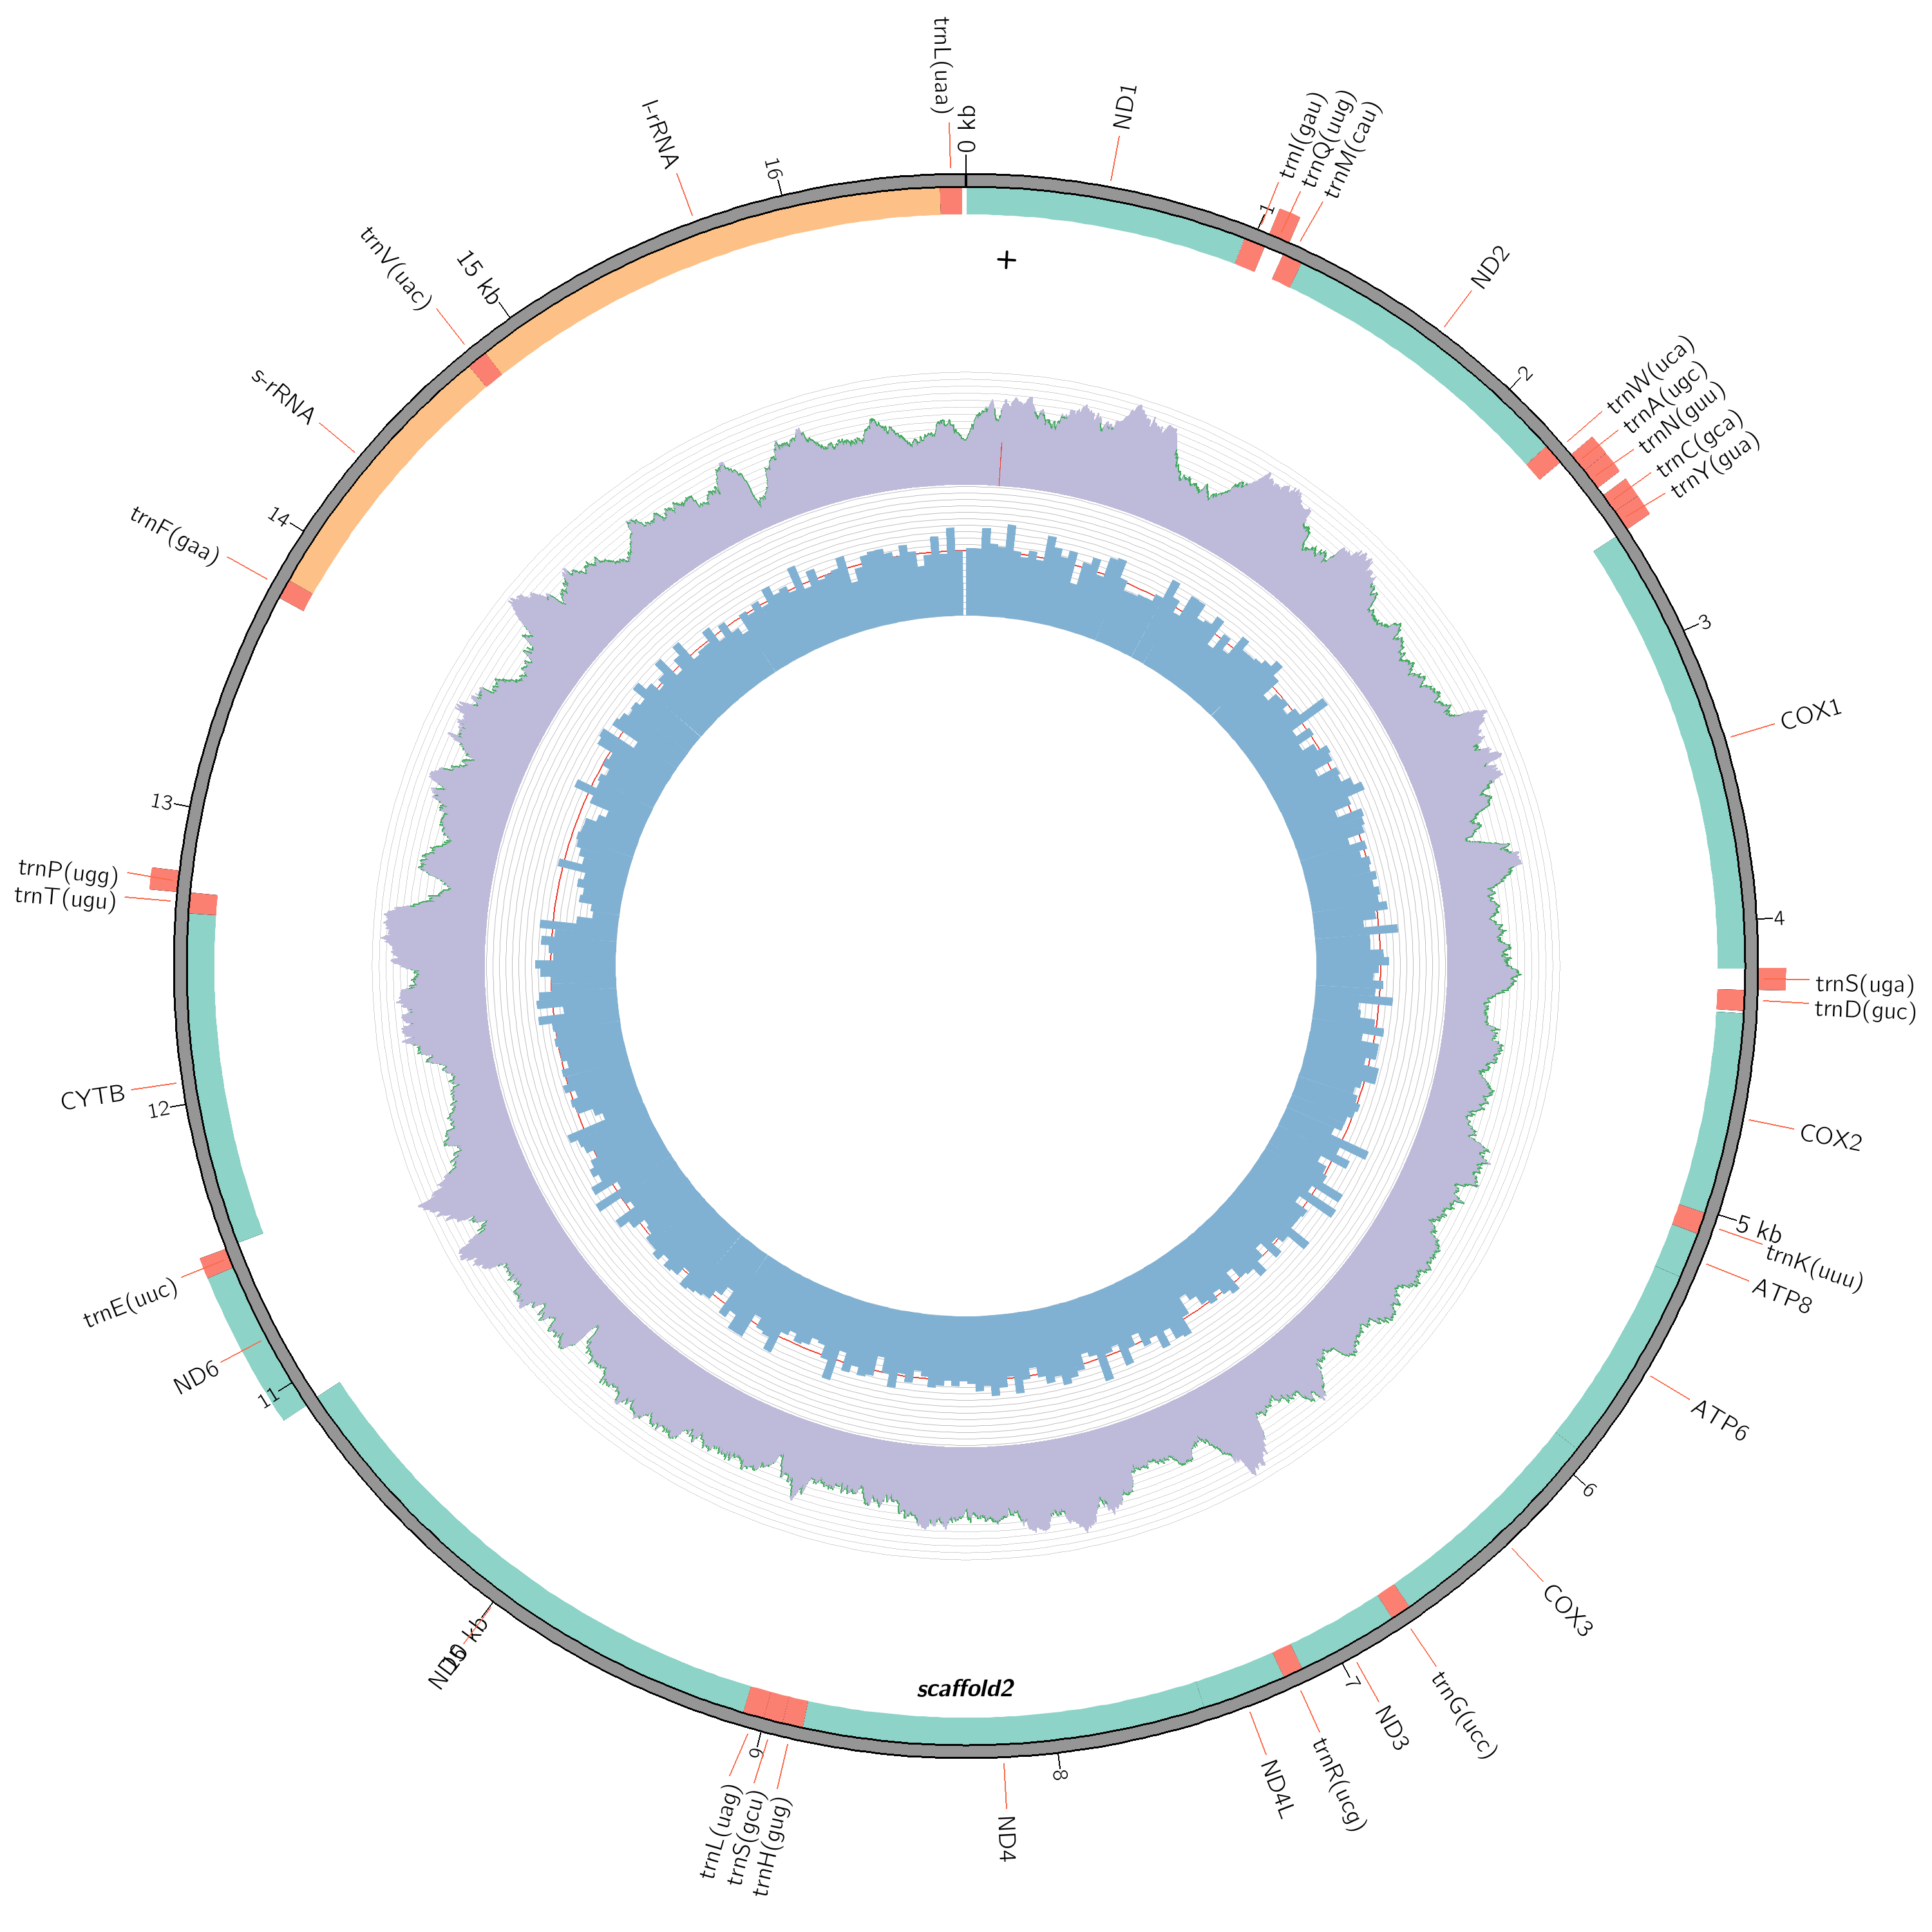 0 kb
ND1
trnI(gau)
1
trnQ(uug)
trnM(cau)
ND2
2
trnW(uca)
trnA(ugc)
trnN(guu)
trnC(gca)
trnY(gua)
3
COX1
4
trnS(uga)
trnD(guc)
COX2
5 kb
trnK(uuu)
ATP8
ATP6
6
COX3
trnG(ucc)
7
ND3
trnR(ucg)
ND4L
8
ND4
trnH(gug)
9
trnS(gcu)
trnL(uag)
10 kb
ND5
11
ND6
trnE(uuc)
12
CYTB
trnT(ugu)
trnP(ugg)
13
trnF(gaa)
14
s-rRNA
trnV(uac)
15 kb
l-rRNA
16
trnL(uaa)
+
scaffold2